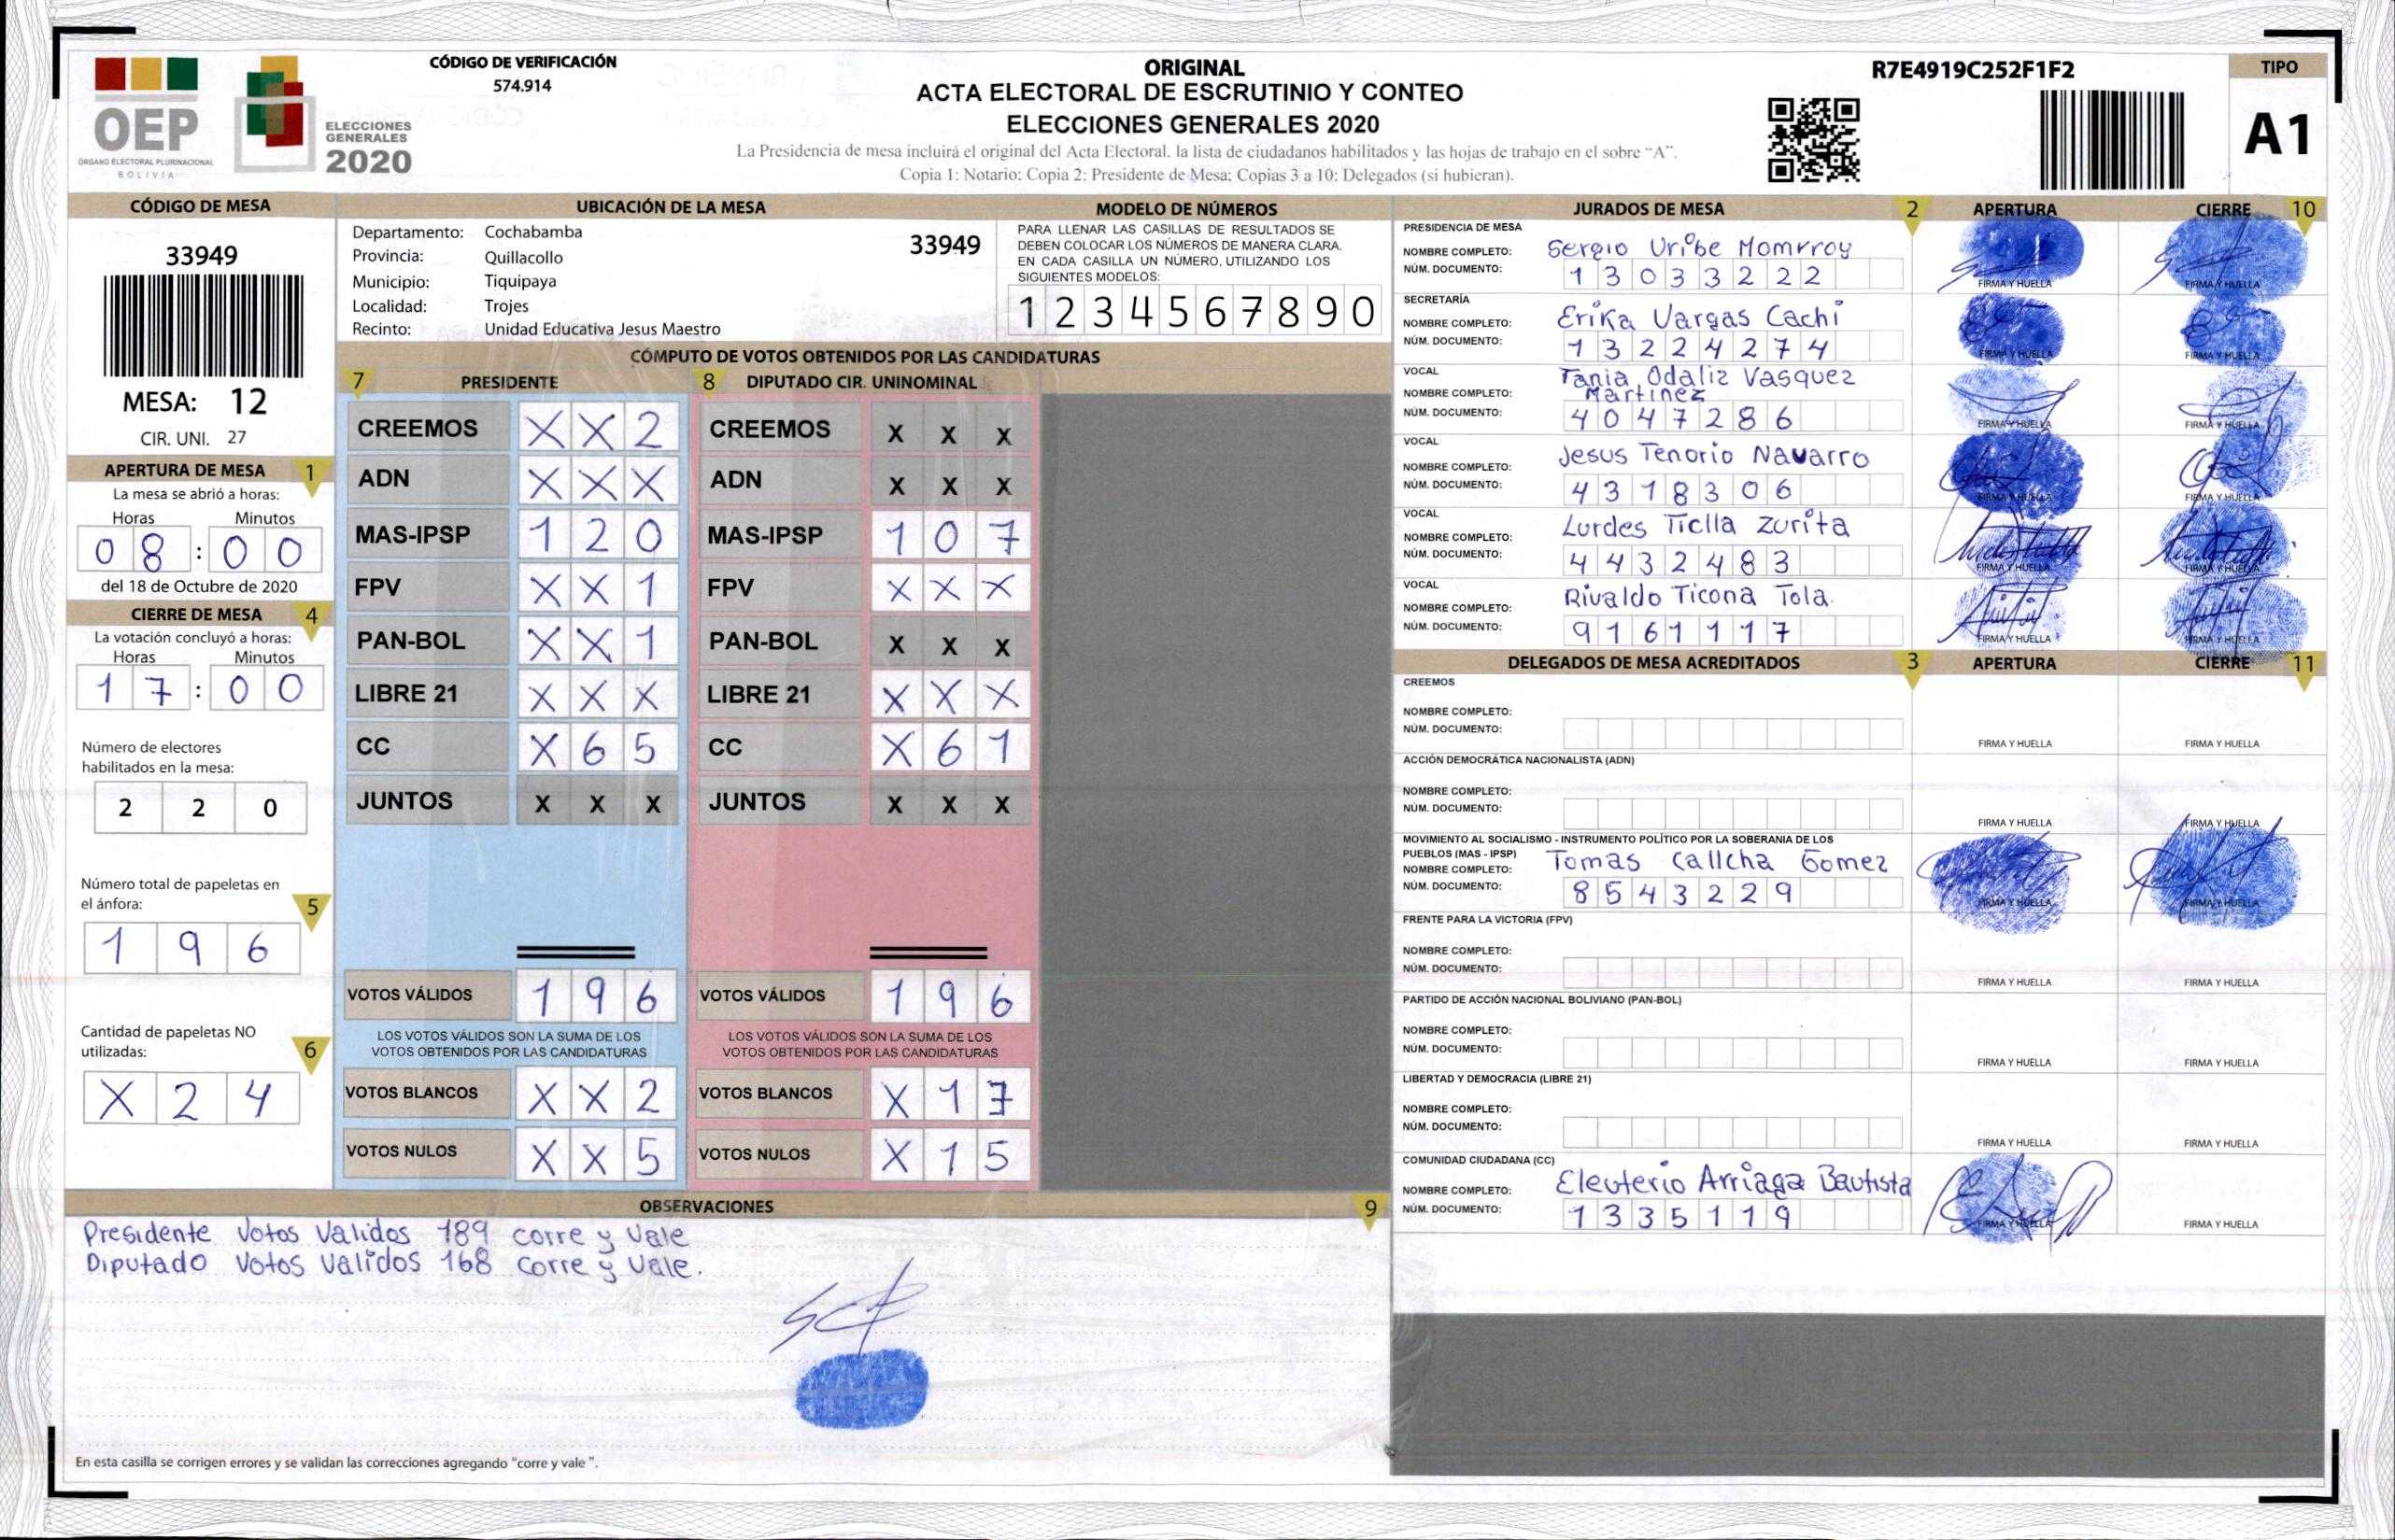 OEP
ÓRGANO ELECTORAL PLURINACIONAL
BOLIVIA
ELECCIONES
GENERALES
2020
CÓDIGO DE VERIFICACIÓN
574.914
ORIGINAL
ACTA ELECTORAL DE ESCRUTINIO Y CONTEO
ELECCIONES GENERALES 2020
La Presidencia de mesa incluirá el original del Acta Electoral. la lista de ciudadanos habilitados y las hojas de trabajo en el sobre “A”.
Copia 1: Notario; Copia 2: Presidente de Mesa; Copias 3 a 10: Delegados (si hubieran).
R7E4919C252F1F2
TIPO
A1
CÓDIGO DE MESA
33949
MESA: 12
CIR. UNI. 27
APERTURA DE MESA 1
La mesa se abrió a horas:
Horas Minutos
0 8 : 0 0
del 18 de Octubre de 2020
CIERRE DE MESA 4
La votación concluyó a horas:
Horas Minutos
1 7 : 0 0
Número de electores
habilitados en la mesa:
2 2 0
Número total de papeletas en
el ánfora: 5
1 9 6
Cantidad de papeletas NO
utilizadas: 6
X 2 4
UBICACIÓN DE LA MESA
Departamento: Cochabamba 33949
Provincia: Quillacollo
Municipio: Tiquipaya
Localidad: Trojes
Recinto: Unidad Educativa Jesus Maestro
MODELO DE NÚMEROS
PARA LLENAR LAS CASILLAS DE RESULTADOS SE
DEBEN COLOCAR LOS NÚMEROS DE MANERA CLARA.
EN CADA CASILLA UN NÚMERO, UTILIZANDO LOS
SIGUIENTES MODELOS:
1 2 3 4 5 6 7 8 9 0
CÓMPUTO DE VOTOS OBTENIDOS POR LAS CANDIDATURAS
7 PRESIDENTE 8 DIPUTADO CIR. UNINOMINAL
CREEMOS X X 2 CREEMOS X X X
ADN X X X ADN X X X
MAS-IPSP 1 2 0 MAS-IPSP 1 0 7
FPV X X 1 FPV X X X
PAN-BOL X X 1 PAN-BOL X X X
LIBRE 21 X X X LIBRE 21 X X X
CC X 6 5 CC X 6 1
JUNTOS X X X JUNTOS X X X
VOTOS VÁLIDOS 1 9 6 VOTOS VÁLIDOS 1 9 6
LOS VOTOS VÁLIDOS SON LA SUMA DE LOS LOS VOTOS VÁLIDOS SON LA SUMA DE LOS
VOTOS OBTENIDOS POR LAS CANDIDATURAS VOTOS OBTENIDOS POR LAS CANDIDATURAS
VOTOS BLANCOS X X 2 VOTOS BLANCOS X 1 7
VOTOS NULOS X X 5 VOTOS NULOS X 1 5
OBSERVACIONES 9
Presidente Votos Validos 189 corre y Vale
Diputado Votos Validos 168 corre y Vale.
En esta casilla se corrigen errores y se validan las correcciones agregando “corre y vale”.
JURADOS DE MESA 2 APERTURA CIERRE 10
PRESIDENCIA DE MESA
NOMBRE COMPLETO: Sergio Uribe Momrroy
NÚM. DOCUMENTO: 1 3 0 3 3 2 2 2 FIRMA Y HUELLA FIRMA Y HUELLA
SECRETARÍA
NOMBRE COMPLETO: Erika Vargas Cachi
NÚM. DOCUMENTO: 1 3 2 2 4 2 7 4 FIRMA Y HUELLA FIRMA Y HUELLA
VOCAL
NOMBRE COMPLETO: Tania Odaliz Vasquez
Martinez
NÚM. DOCUMENTO: 4 0 4 7 2 8 6 FIRMA Y HUELLA FIRMA Y HUELLA
VOCAL
NOMBRE COMPLETO: Jesus Tenorio Navarro
NÚM. DOCUMENTO: 4 3 1 8 3 0 6 FIRMA Y HUELLA FIRMA Y HUELLA
VOCAL
NOMBRE COMPLETO: Lurdes Ticlla Zurita
NÚM. DOCUMENTO: 4 4 3 2 4 8 3 FIRMA Y HUELLA FIRMA Y HUELLA
VOCAL
NOMBRE COMPLETO: Rivaldo Ticona Tola.
NÚM. DOCUMENTO: 9 1 6 1 1 1 7 FIRMA Y HUELLA FIRMA Y HUELLA
DELEGADOS DE MESA ACREDITADOS 3 APERTURA CIERRE 11
CREEMOS
NOMBRE COMPLETO:
NÚM. DOCUMENTO: FIRMA Y HUELLA FIRMA Y HUELLA
ACCIÓN DEMOCRÁTICA NACIONALISTA (ADN)
NOMBRE COMPLETO:
NÚM. DOCUMENTO: FIRMA Y HUELLA FIRMA Y HUELLA
MOVIMIENTO AL SOCIALISMO - INSTRUMENTO POLÍTICO POR LA SOBERANIA DE LOS
PUEBLOS (MAS - IPSP)
NOMBRE COMPLETO: Tomas Callcha Gomez
NÚM. DOCUMENTO: 8 5 4 3 2 2 9 FIRMA Y HUELLA FIRMA Y HUELLA
FRENTE PARA LA VICTORIA (FPV)
NOMBRE COMPLETO:
NÚM. DOCUMENTO: FIRMA Y HUELLA FIRMA Y HUELLA
PARTIDO DE ACCIÓN NACIONAL BOLIVIANO (PAN-BOL)
NOMBRE COMPLETO:
NÚM. DOCUMENTO: FIRMA Y HUELLA FIRMA Y HUELLA
LIBERTAD Y DEMOCRACIA (LIBRE 21)
NOMBRE COMPLETO:
NÚM. DOCUMENTO: FIRMA Y HUELLA FIRMA Y HUELLA
COMUNIDAD CIUDADANA (CC)
NOMBRE COMPLETO: Eleuterio Arriaga Bautista
NÚM. DOCUMENTO: 1 3 3 5 1 1 9 FIRMA Y HUELLA FIRMA Y HUELLA